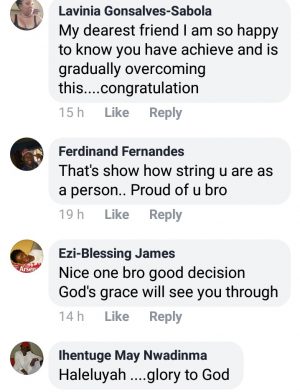 Lavinia Gonsalves-Sabola
My dearest friend I am so happy
to know you have achieve and is
gradually overcoming
this....congratulation
15 h Like Reply
Ferdinand Fernandes
That's show how string u are as
a person.. Proud of u bro
19 h Like Reply
Ezi-Blessing James
Nice one bro good decision
God's grace will see you through
14 h Like Reply
Ihentuge May Nwadinma
Haleluyah ....glory to God